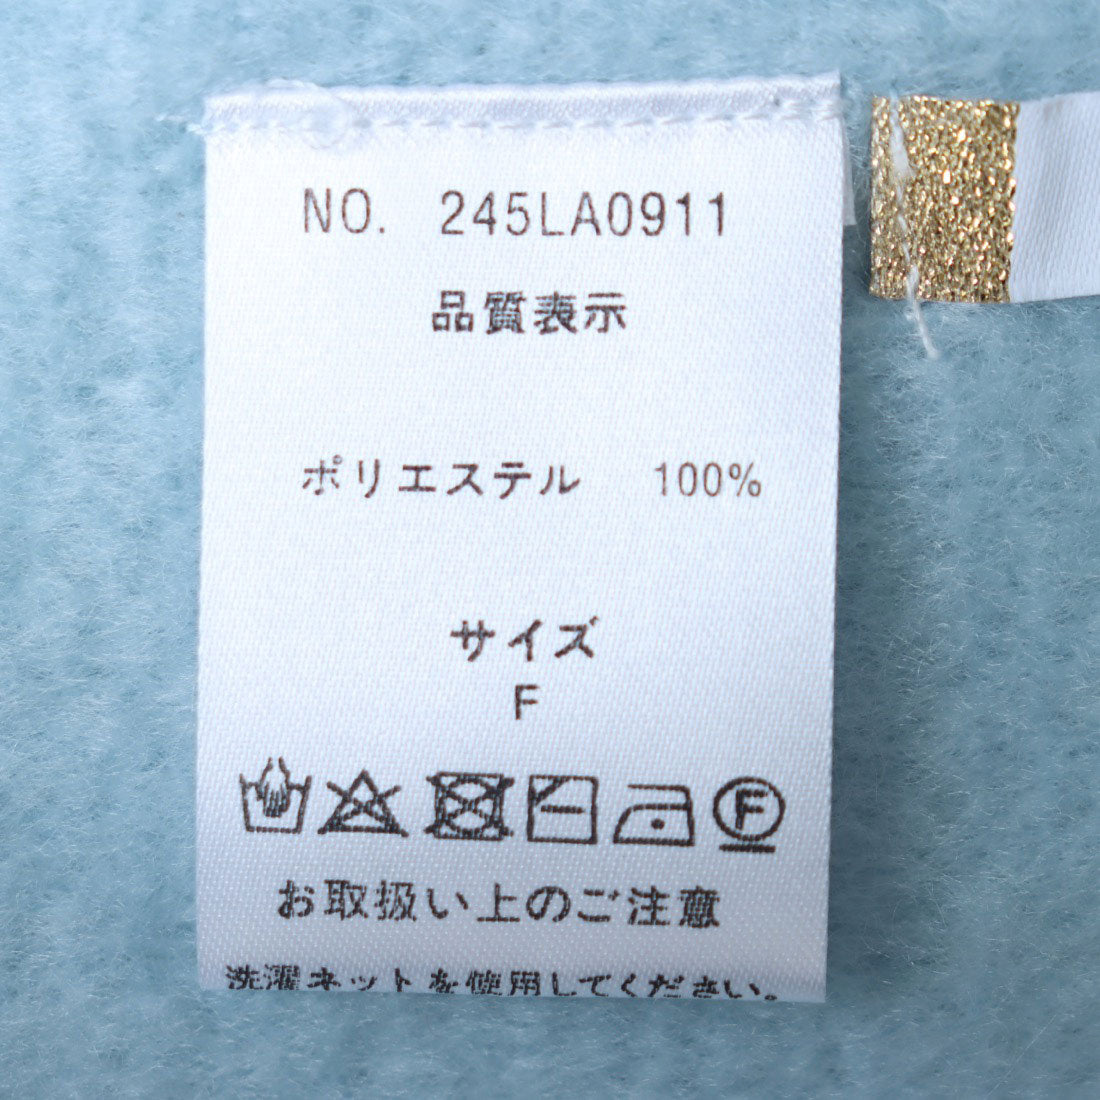 NO. 245LA0911
品質表示
ポリエステル 100%
サイズ
F
F
お取扱い上のご注意
洗濯ネットを使用してください。